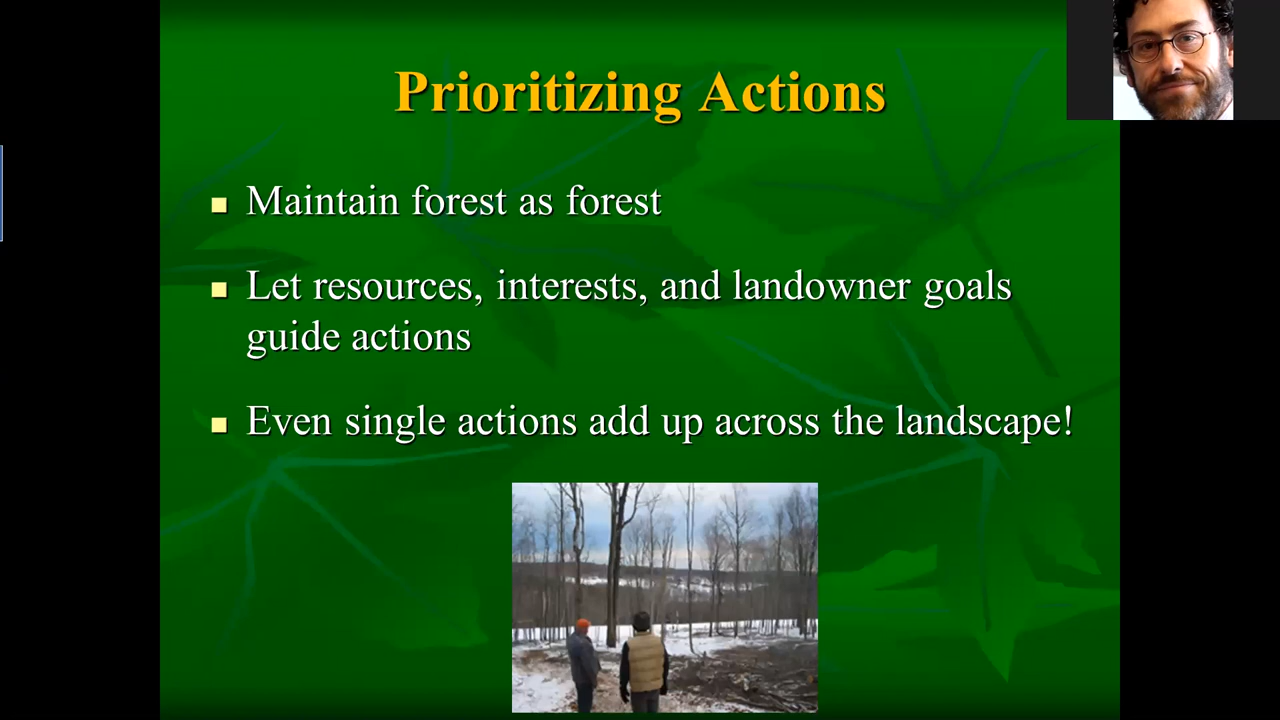 Prioritizing Actions
Maintain forest as forest
Let resources, interests, and landowner goals
guide actions
Even single actions add up across the landscape!